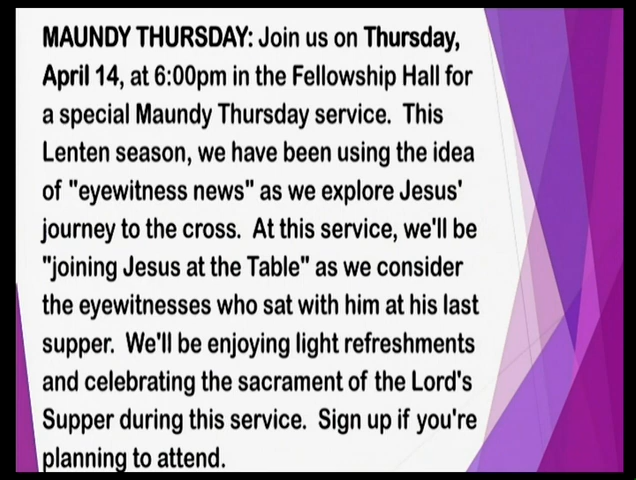 MAUNDY THURSDAY: Join us on Thursday,
April 14, at 6:00pm in the Fellowship Hall for
a special Maundy Thursday service.  This
Lenten season, we have been using the idea
of "eyewitness news" as we explore Jesus'
journey to the cross.  At this service, we'll be
"joining Jesus at the Table" as we consider
the eyewitnesses who sat with him at his last
supper.  We'll be enjoying light refreshments
and celebrating the sacrament of the Lord's
Supper during this service.  Sign up if you're
planning to attend.